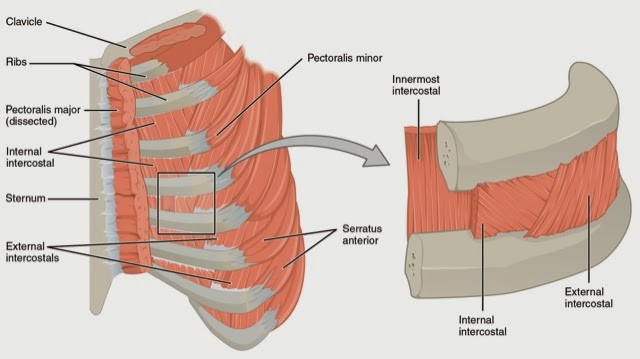 Clavicle
Ribs
Pectoralis major
(dissected)
Internal
intercostal
Sternum
External
intercostals
Pectoralis minor
Serratus
anterior
Innermost
intercostal
Internal
intercostal
External
intercostal